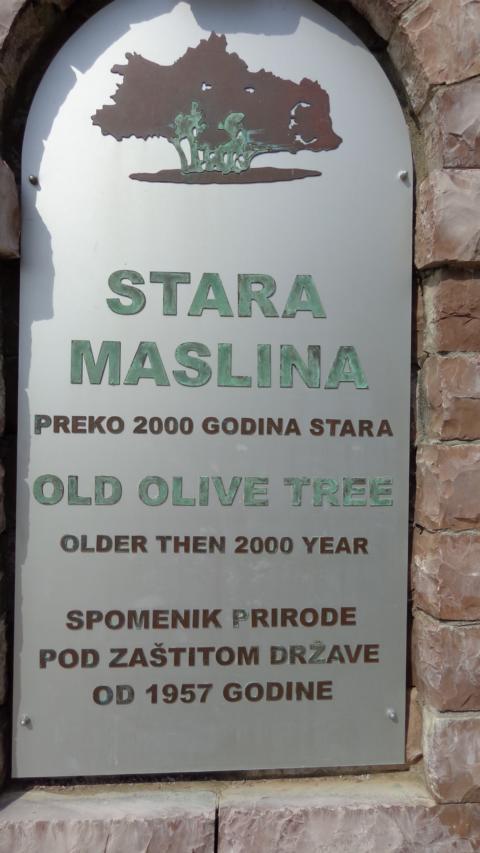 STARA
MASLINA
PREKO 2000 GODINA STARA
OLD OLIVE TREE
OLDER THEN 2000 YEAR
SPOMENIK PRIRODE
POD ZAŠTITOM DRŽAVE
OD 1957 GODINE